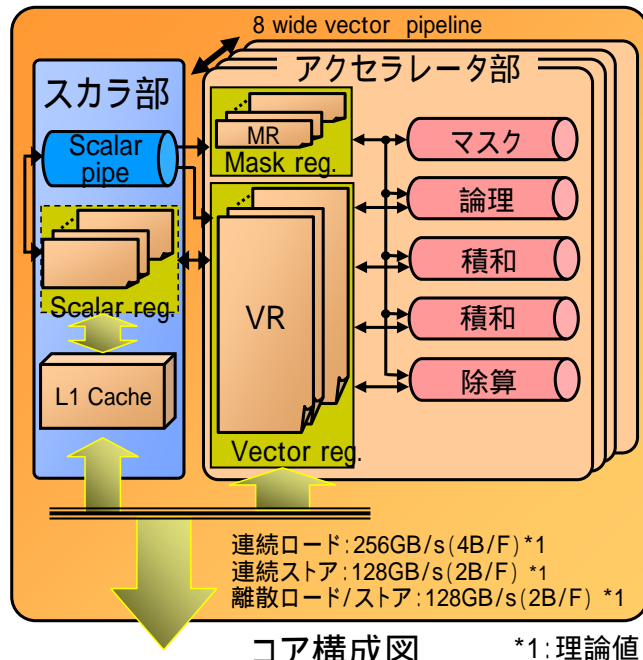 8 wide vector pipeline
スカラ部
アクセラレータ部
Scalar
pipe
MR
Mask reg.
マスク
論理
積和
積和
除算
Scalar reg.
VR
L1 Cache
Vector reg.
連続ロード:256GB/s(4B/F)*1
連続ストア:128GB/s(2B/F) *1
離散ロード/ストア:128GB/s(2B/F) *1
コア構成図
*1:理論値